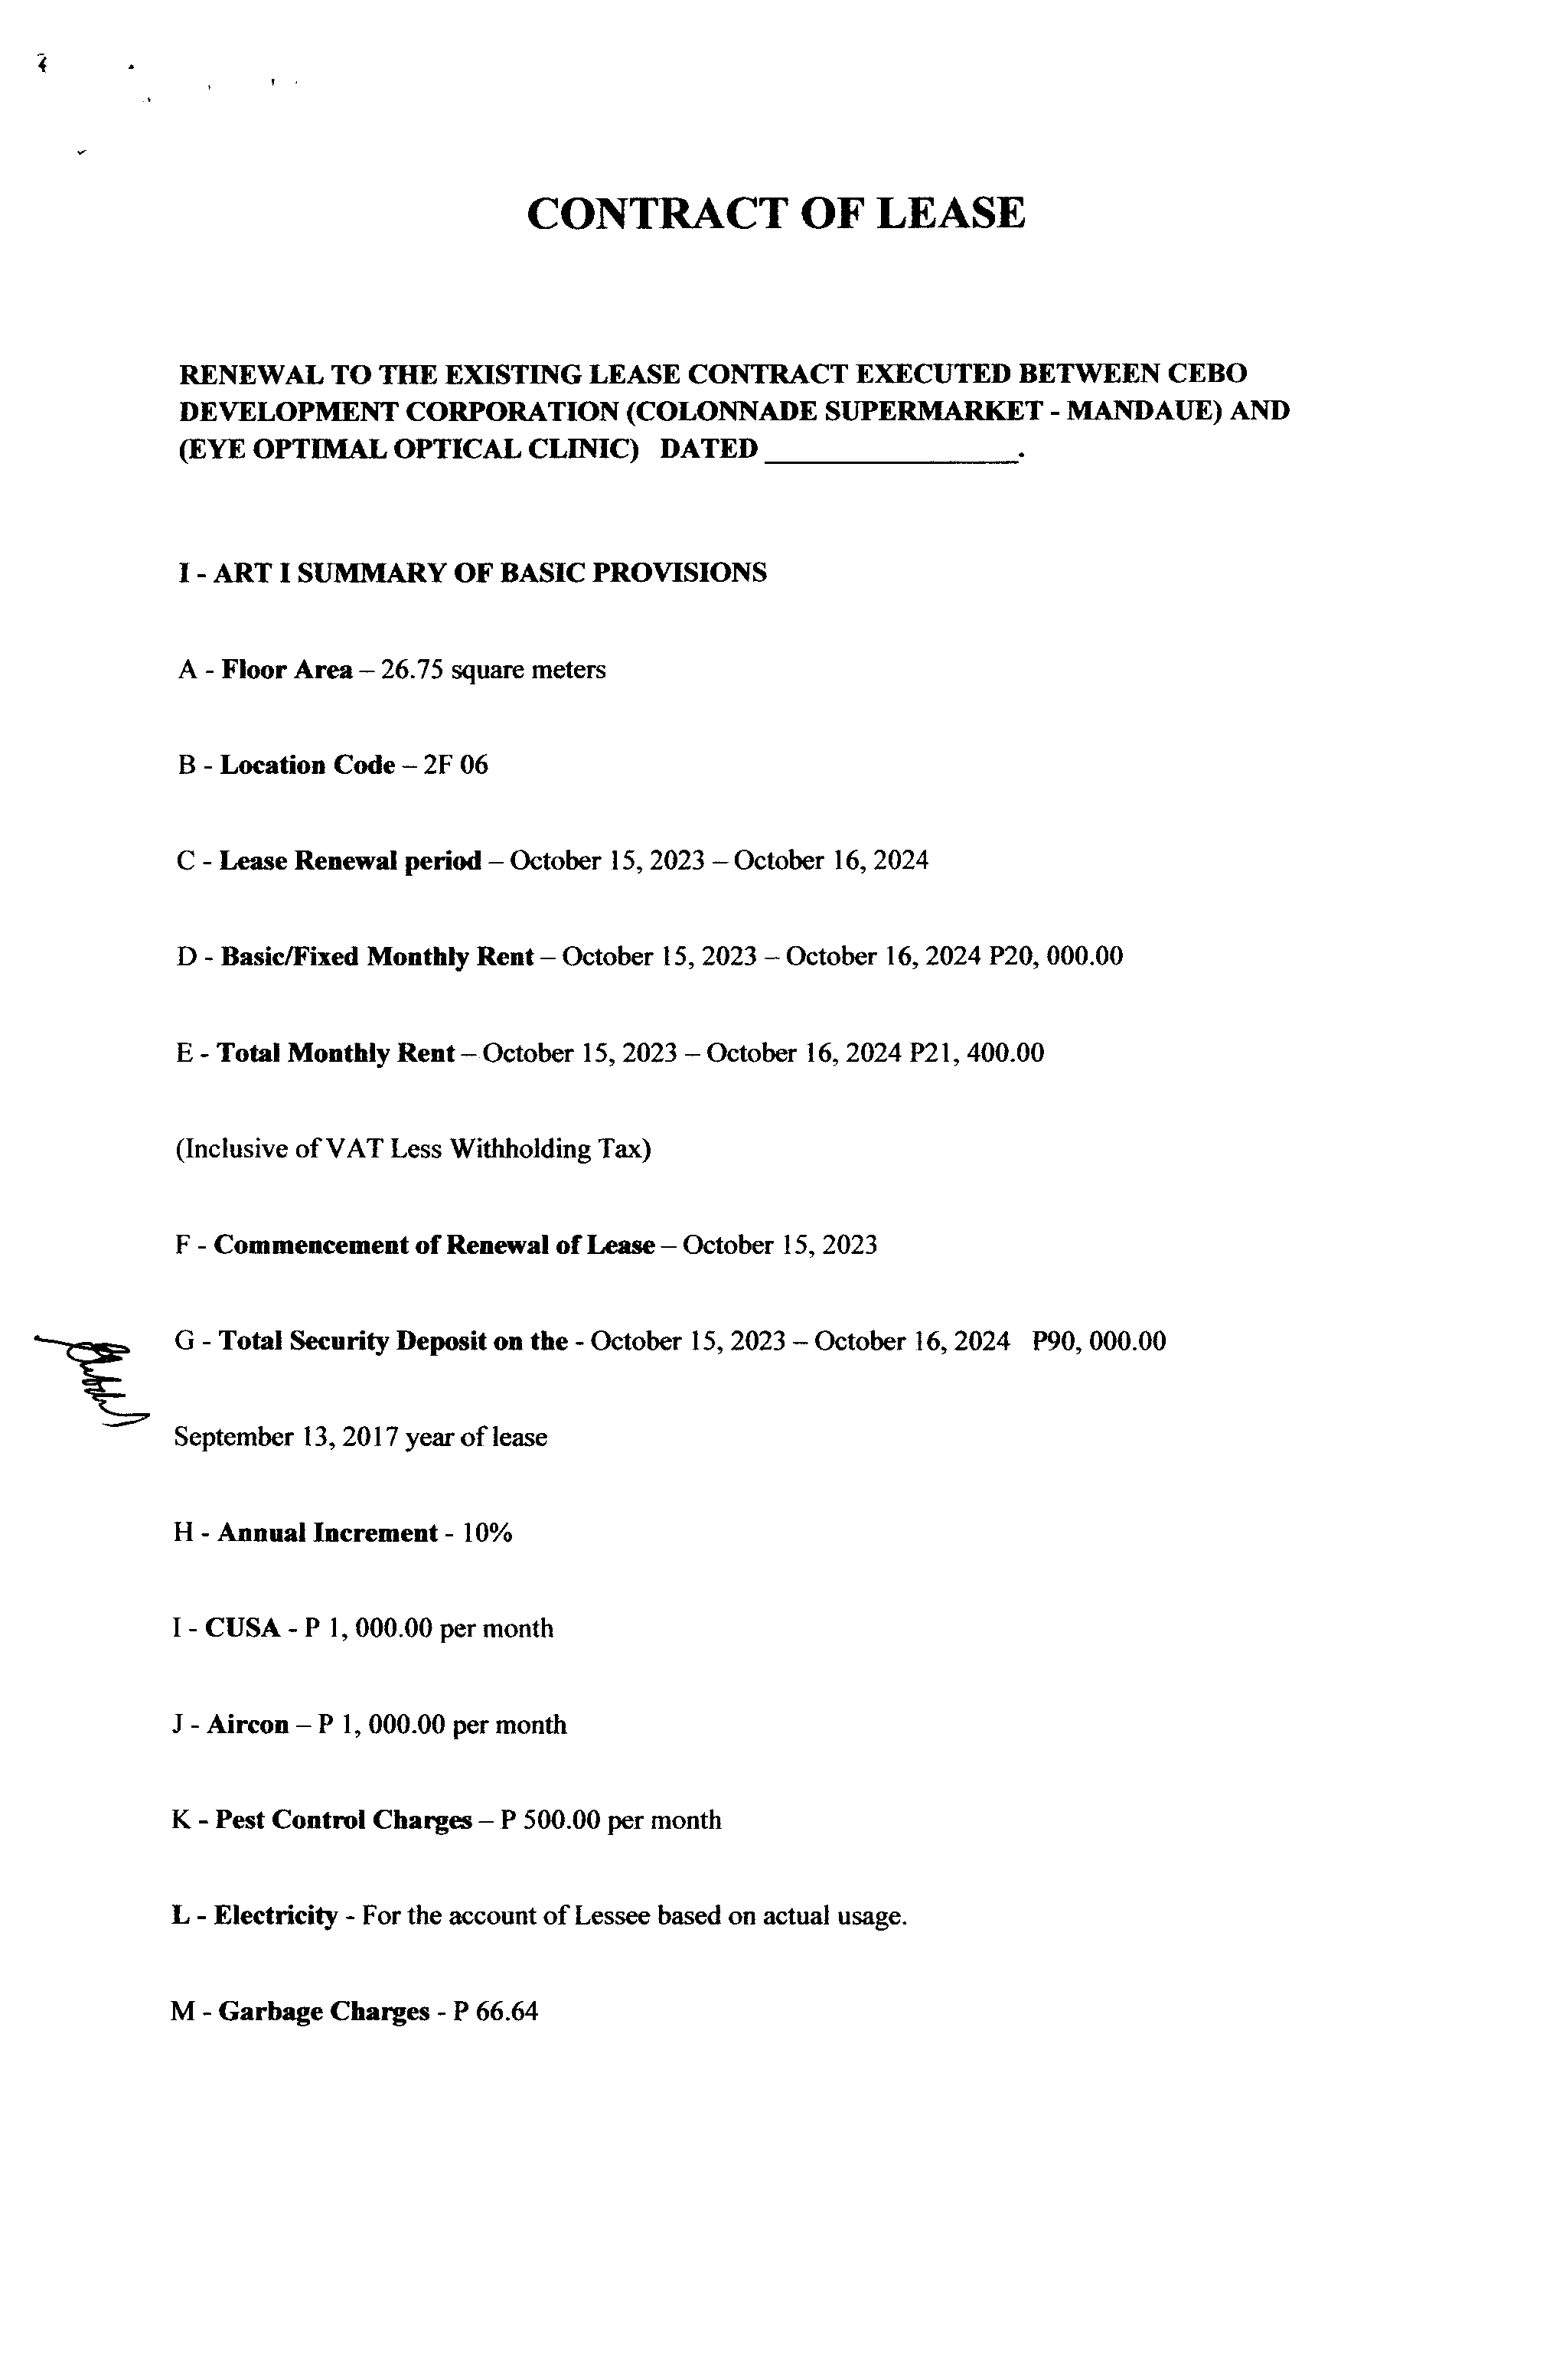 CONTRACT OF LEASE
RENEWAL TO THE EXISTING LEASE CONTRACT EXECUTED BETWEEN CEBO
DEVELOPMENT CORPORATION (COLONNADE SUPERMARKET - MANDAUE) AND
(EYE OPTIMAL OPTICAL CLINIC) DATED _________________.
I - ART I SUMMARY OF BASIC PROVISIONS
A - Floor Area – 26.75 square meters
B - Location Code – 2F 06
C - Lease Renewal period – October 15, 2023 – October 16, 2024
D - Basic/Fixed Monthly Rent – October 15, 2023 – October 16, 2024 P20, 000.00
E - Total Monthly Rent – October 15, 2023 – October 16, 2024 P21, 400.00
(Inclusive of VAT Less Withholding Tax)
F - Commencement of Renewal of Lease – October 15, 2023
G - Total Security Deposit on the - October 15, 2023 – October 16, 2024 P90, 000.00
September 13, 2017 year of lease
H - Annual Increment - 10%
I - CUSA - P 1, 000.00 per month
J - Aircon – P 1, 000.00 per month
K - Pest Control Charges – P 500.00 per month
L - Electricity - For the account of Lessee based on actual usage.
M - Garbage Charges - P 66.64